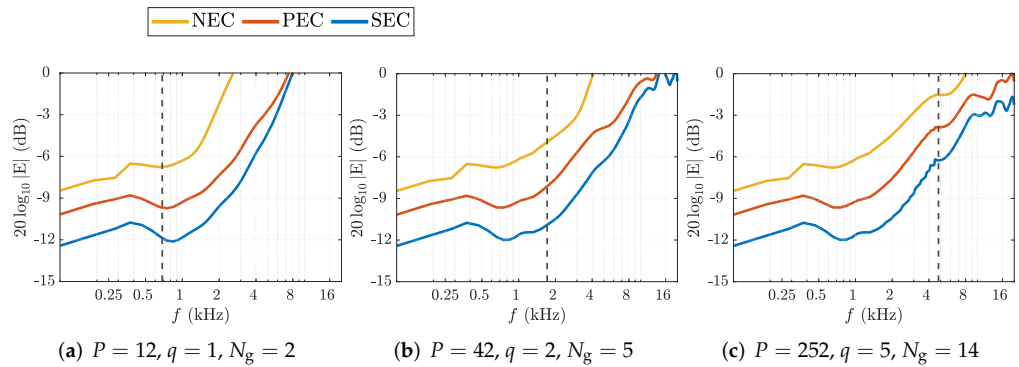 NEC PEC SEC
0 0 0
-3 -3 -3
-6 -6 -6
-9 -9 -9
-12 -12 -12
-15 -15 -15
20 log₁₀ |E| (dB) 20 log₁₀ |E| (dB) 20 log₁₀ |E| (dB)
0.25 0.5 1 2 4 8 16 0.25 0.5 1 2 4 8 16 0.25 0.5 1 2 4 8 16
f (kHz) f (kHz) f (kHz)
(a) P = 12, q = 1, N_g = 2 (b) P = 42, q = 2, N_g = 5 (c) P = 252, q = 5, N_g = 14